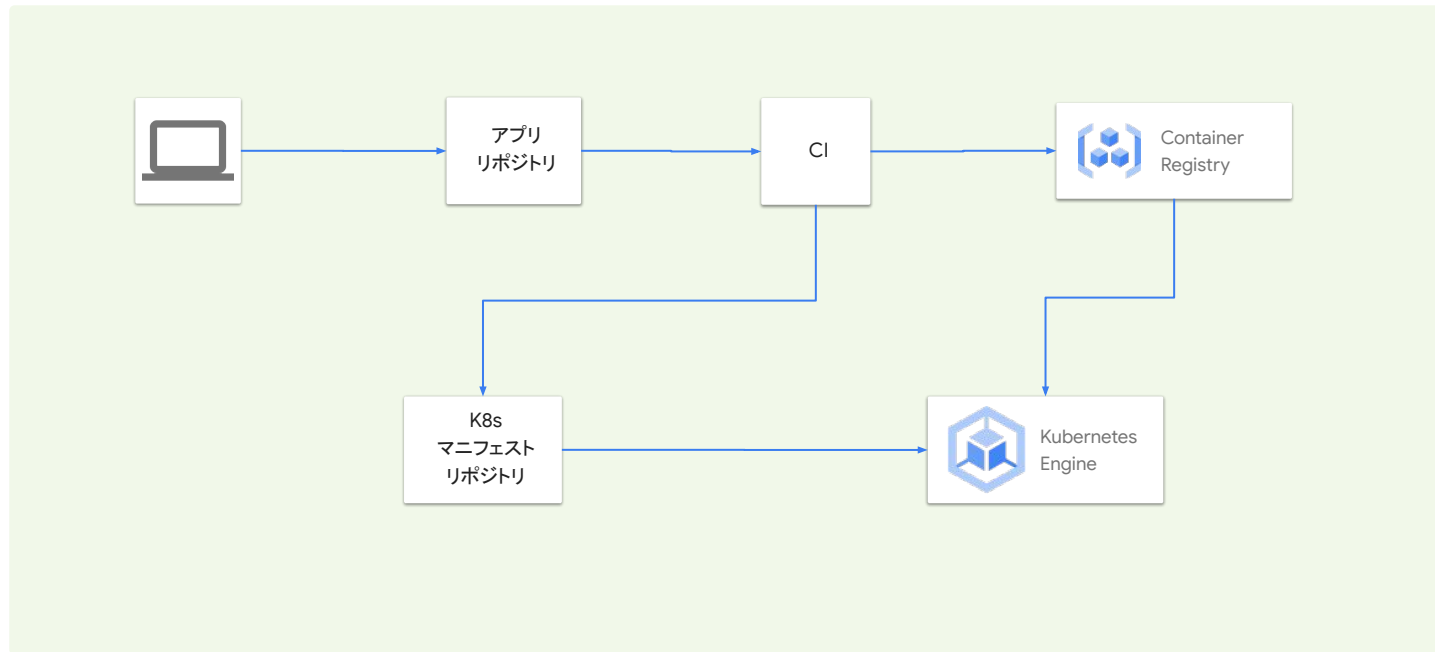 アプリ
リポジトリ
CI
Container
Registry
K8s
マニフェスト
リポジトリ
Kubernetes
Engine